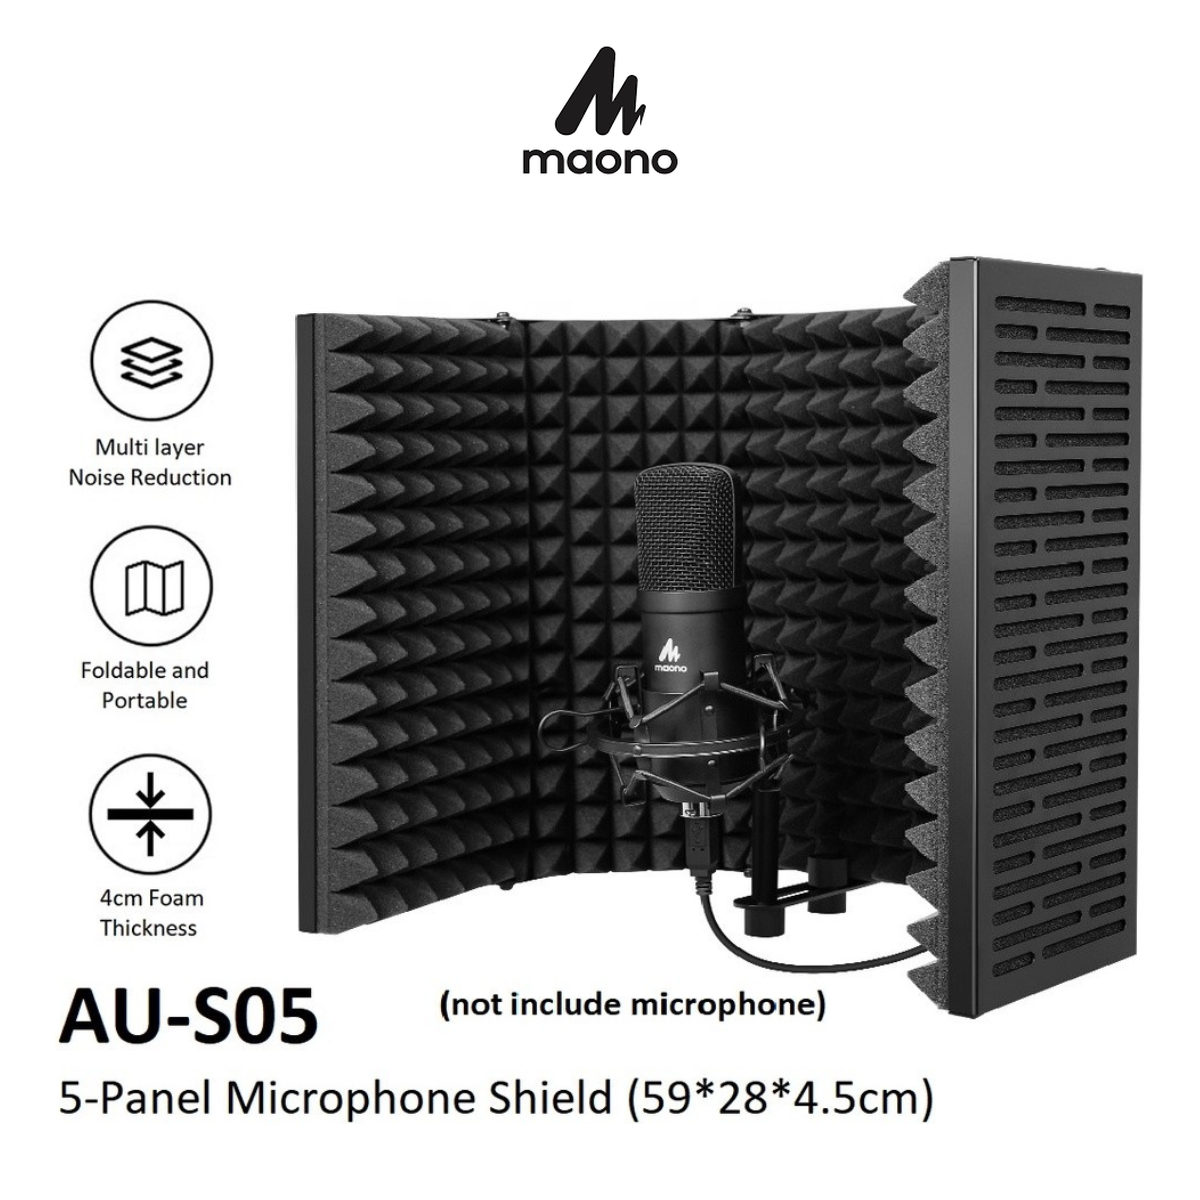 maono
Multi layer
Noise Reduction
maono
Foldable and
Portable
4cm Foam
Thickness
AU-S05
(not include microphone)
5-Panel Microphone Shield (59*28*4.5cm)